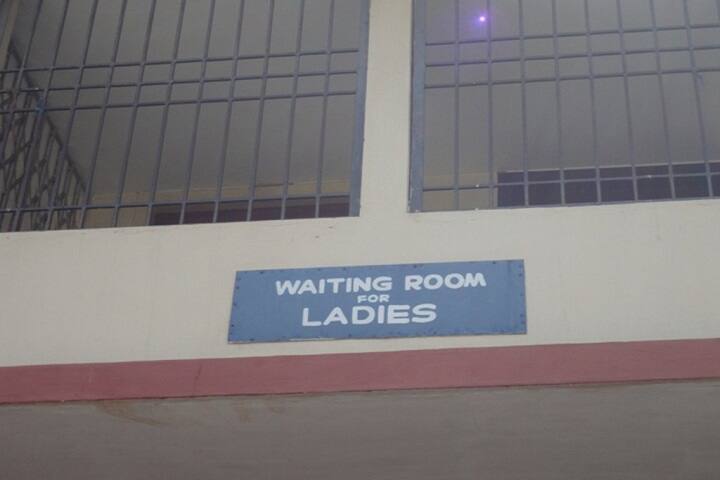 WAITING ROOM
FOR
LADIES